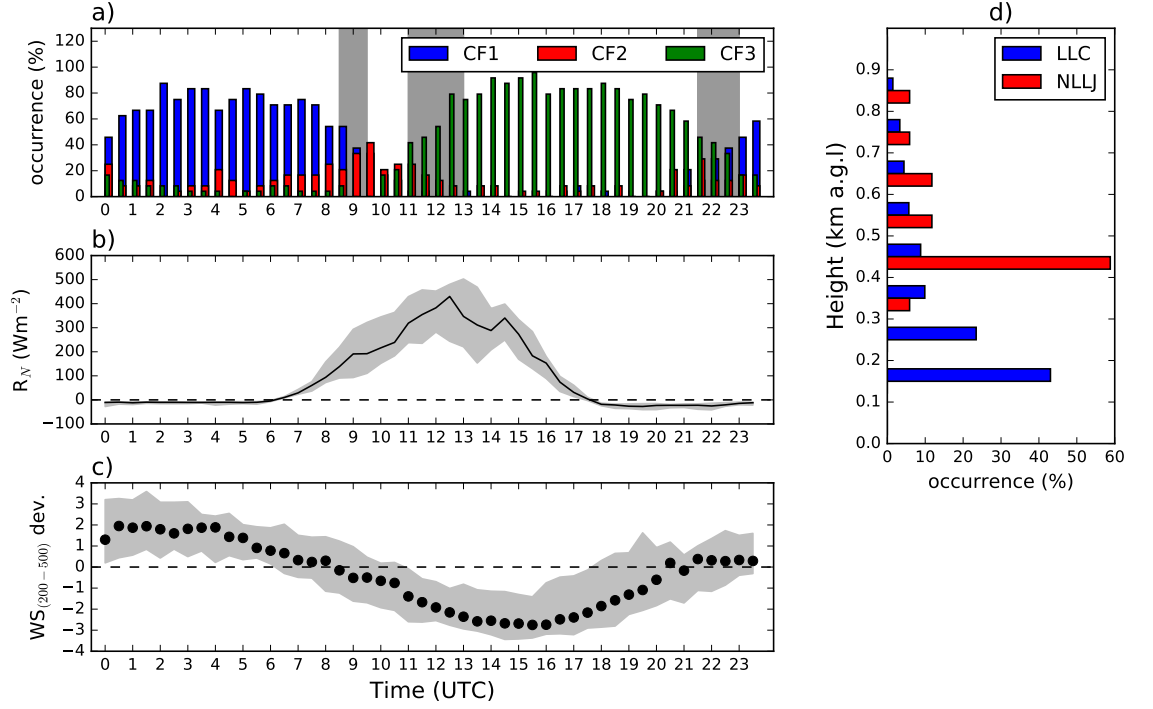 a)
occurrence (%)
120
100
80
60
40
20
0
CF1 CF2 CF3
0 1 2 3 4 5 6 7 8 9 10 11 12 13 14 15 16 17 18 19 20 21 22 23
b)
R_N (Wm⁻²)
600
500
400
300
200
100
0
−100
0 1 2 3 4 5 6 7 8 9 10 11 12 13 14 15 16 17 18 19 20 21 22 23
c)
WS(200−500) dev.
4
3
2
1
0
−1
−2
−3
−4
0 1 2 3 4 5 6 7 8 9 10 11 12 13 14 15 16 17 18 19 20 21 22 23
Time (UTC)
d)
Height (km a.g.l)
LLC
NLLJ
0.9
0.8
0.7
0.6
0.5
0.4
0.3
0.2
0.1
0.0
0 10 20 30 40 50 60
occurrence (%)